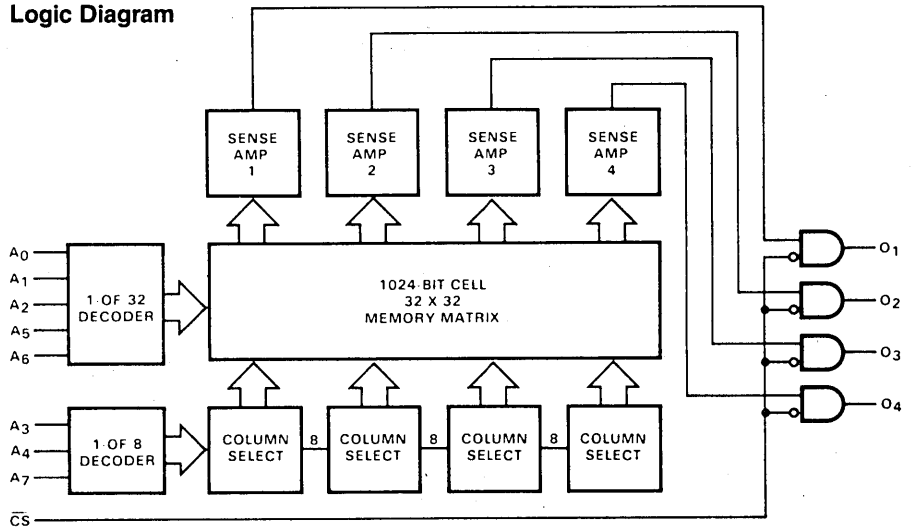 Logic Diagram
SENSE
AMP
1
SENSE
AMP
2
SENSE
AMP
3
SENSE
AMP
4
A0
A1
A2
A5
A6
1 OF 32
DECODER
1024-BIT CELL
32 X 32
MEMORY MATRIX
O1
O2
O3
O4
A3
A4
A7
1 OF 8
DECODER
COLUMN
SELECT
8
COLUMN
SELECT
8
COLUMN
SELECT
8
COLUMN
SELECT
C̅S̅